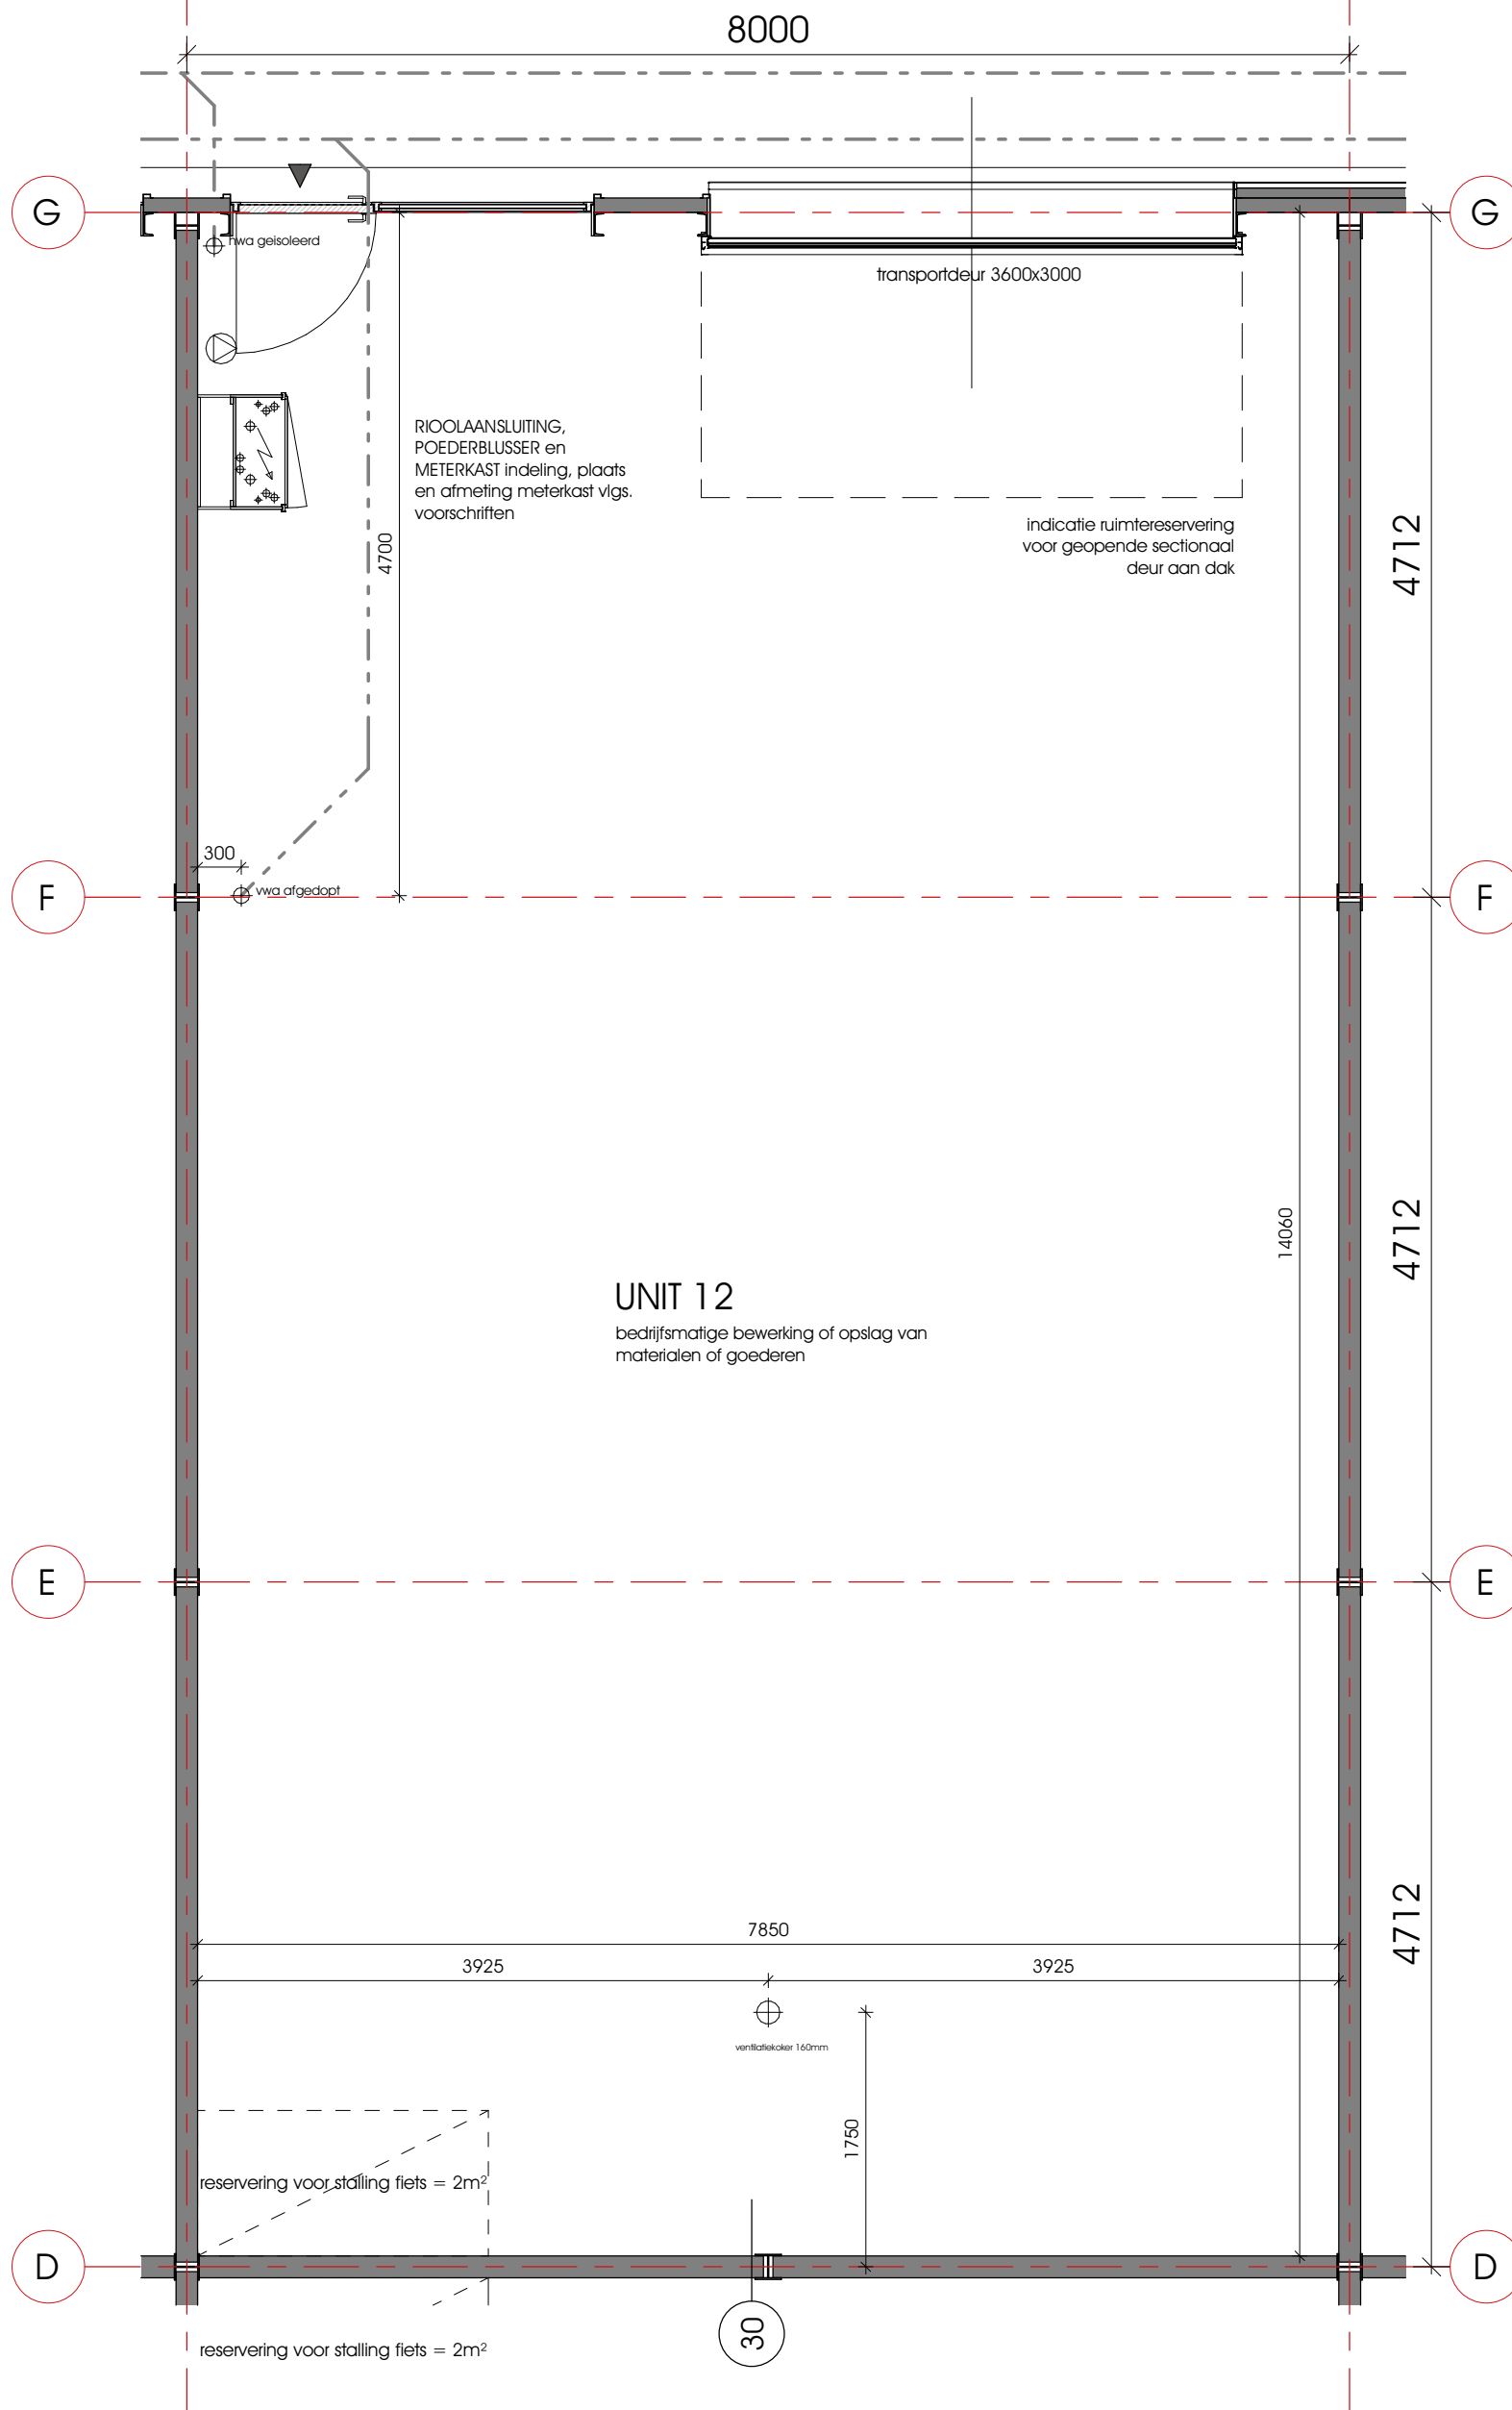 8000
G
G
hwa geisoleerd
transportdeur 3600x3000
RIOOLAANSLUITING,
POEDERBLUSSER en
METERKAST indeling, plaats
en afmeting meterkast vlgs.
voorschriften
indicatie ruimtereservering
voor geopende sectionaal
deur aan dak
4700
4712
300
F
vwa afgedopt
F
14060
4712
UNIT 12
bedrijfsmatige bewerking of opslag van
materialen of goederen
E
E
4712
7850
3925
3925
ventilatiekoker 160mm
1750
reservering voor stalling fiets = 2m²
D
D
30
reservering voor stalling fiets = 2m²